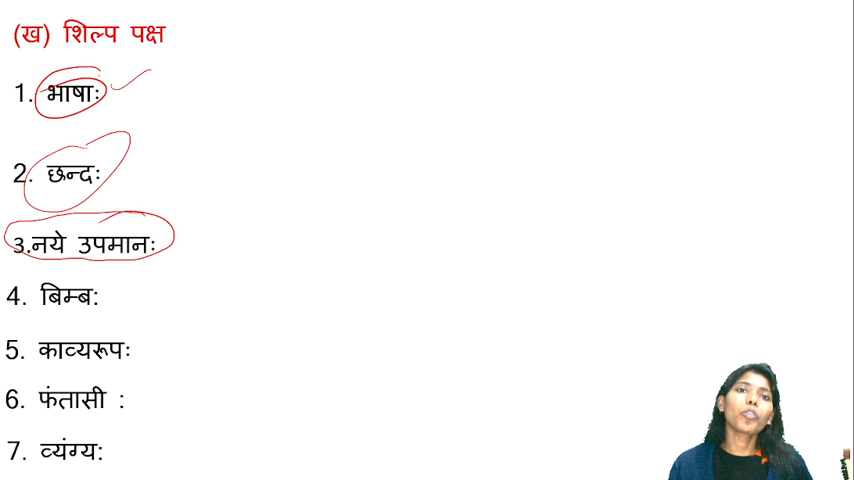 (ख) शिल्प पक्ष
1. भाषाः
2. छन्दः
3.नये उपमानः
4. बिम्ब:
5. काव्यरूपः
6. फंतासी :
7. व्यंग्य: